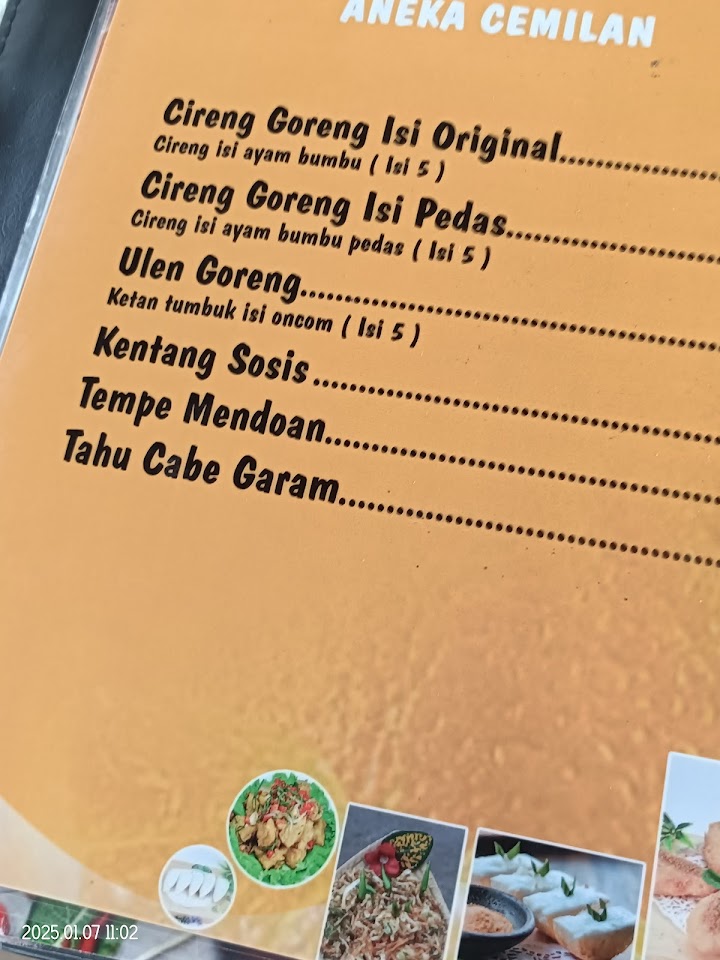 ANEKA CEMILAN
Cireng Goreng Isi Original
Cireng isi ayam bumbu ( Isi 5 )
Cireng Goreng Isi Pedas
Cireng isi ayam bumbu pedas ( Isi 5 )
Ulen Goreng
Ketan tumbuk isi oncom ( Isi 5 )
Kentang Sosis
Tempe Mendoan
Tahu Cabe Garam
2025.01.07 11:02